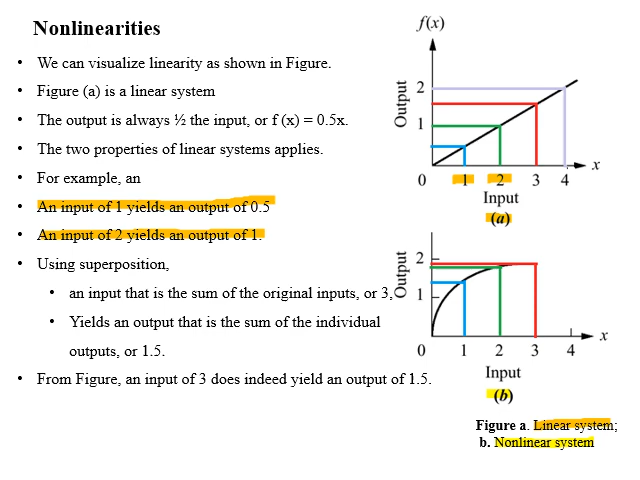 Nonlinearities
• We can visualize linearity as shown in Figure.
• Figure (a) is a linear system
• The output is always ½ the input, or f (x) = 0.5x.
• The two properties of linear systems applies.
• For example, an
• An input of 1 yields an output of 0.5
• An input of 2 yields an output of 1.
• Using superposition,
• an input that is the sum of the original inputs, or 3,
• Yields an output that is the sum of the individual
outputs, or 1.5.
• From Figure, an input of 3 does indeed yield an output of 1.5.
f(x)
Output
2
1
0 1 2 3 4 x
Input
(a)
Output
2
1
0 1 2 3 4 x
Input
(b)
Figure a. Linear system;
b. Nonlinear system